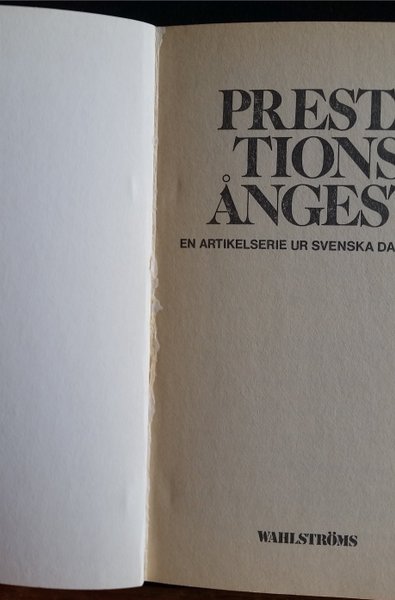 PREST
TIONS
ÅNGEST
EN ARTIKELSERIE UR SVENSKA DA
WAHLSTRÖMS